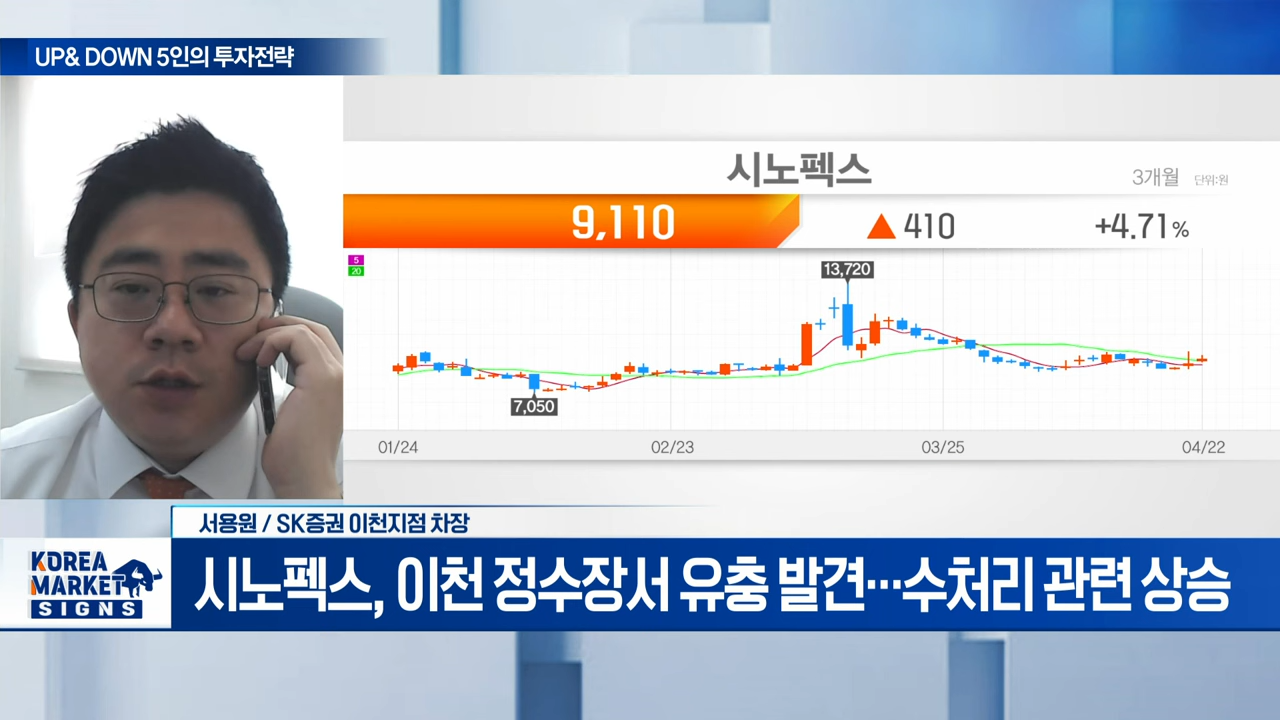 UP& DOWN 5인의 투자전략
시노펙스
3개월 단위:원
9,110 ▲ 410 +4.71%
5
20
13,720
7,050
01/24 02/23 03/25 04/22
서용원 / SK증권 이천지점 차장
KOREA
MARKET
SIGNS
시노펙스, 이천 정수장서 유충 발견…수처리 관련 상승